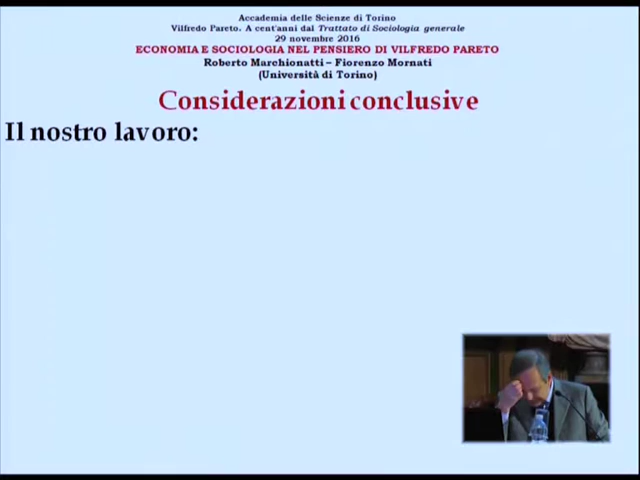 Accademia delle Scienze di Torino
Vilfredo Pareto. A cent'anni dal Trattato di Sociologia generale
29 novembre 2016
ECONOMIA E SOCIOLOGIA NEL PENSIERO DI VILFREDO PARETO
Roberto Marchionatti – Fiorenzo Mornati
(Università di Torino)
Considerazioni conclusive
Il nostro lavoro: